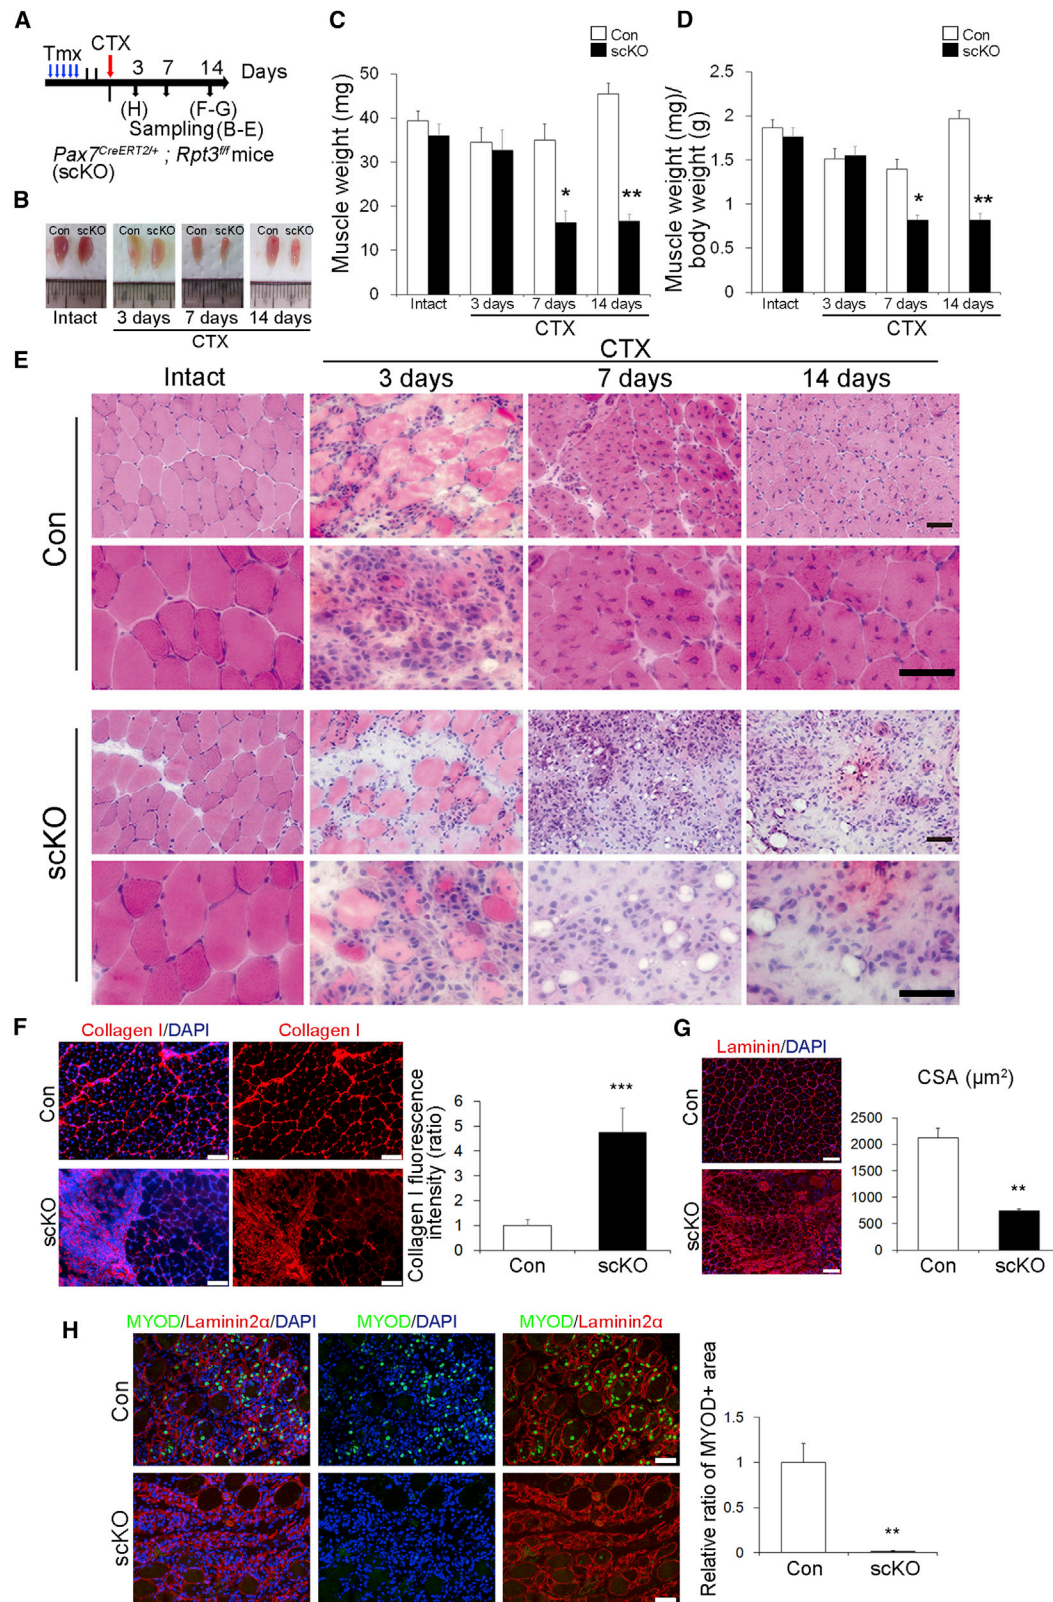 A
Tmx
CTX
3 7 14 Days
(H) (F-G)
Sampling (B-E)
Pax7CreERT2/+ ; Rpt3f/f mice
(scKO)
B
Con scKO Con scKO Con scKO Con scKO
Intact 3 days 7 days 14 days
CTX
C
Con
scKO
Muscle weight (mg)
50
40
30
20
10
0
* **
Intact 3 days 7 days 14 days
CTX
D
Con
scKO
Muscle weight (mg)/
body weight (g)
2.5
2
1.5
1
0.5
0
* **
Intact 3 days 7 days 14 days
CTX
E
CTX
Intact 3 days 7 days 14 days
Con
scKO
F
Collagen I/DAPI Collagen I
Con
scKO
Collagen I fluorescence
intensity (ratio)
6
5
4
3
2
1
0
***
Con scKO
G
Laminin/DAPI
Con
scKO
CSA (µm²)
2500
2000
1500
1000
500
0
**
Con scKO
H
MYOD/Laminin2α/DAPI MYOD/DAPI MYOD/Laminin2α
Con
scKO
Relative ratio of MYOD+ area
1.5
1
0.5
0
**
Con scKO